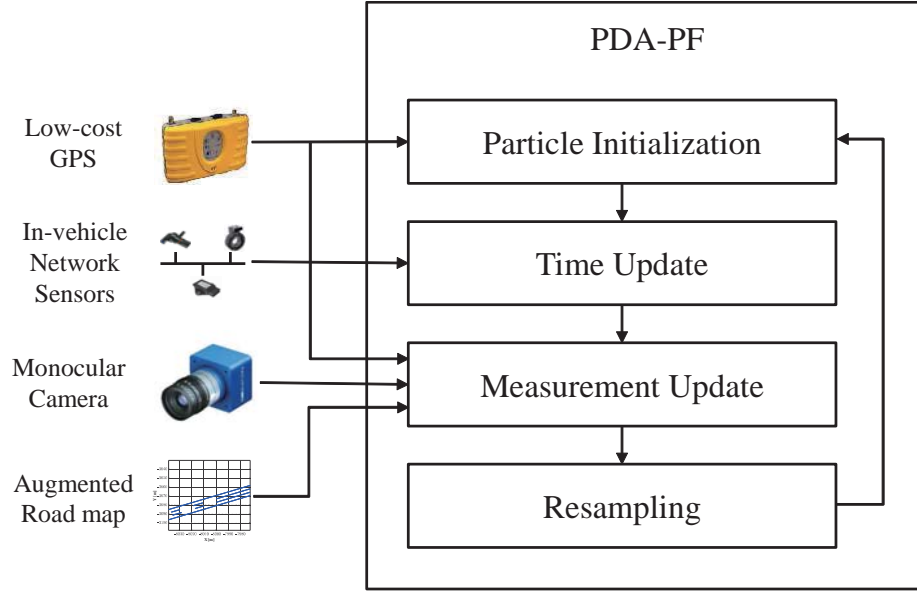 PDA-PF
Low-cost
GPS
Particle Initialization
In-vehicle
Network
Sensors
Time Update
Monocular
Camera
Measurement Update
Augmented
Road map
X [m]
Resampling